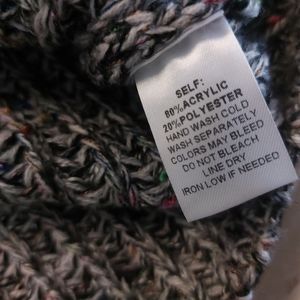 SELF:
80%ACRYLIC
20%POLYESTER
HAND WASH COLD
WASH SEPARATELY
COLORS MAY BLEED
DO NOT BLEACH
LINE DRY
IRON LOW IF NEEDED